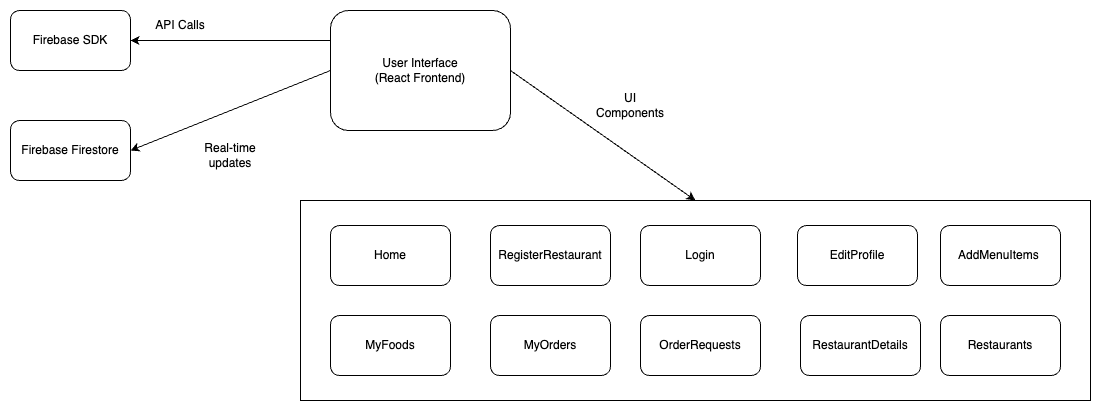 Firebase SDK
API Calls
User Interface
(React Frontend)
UI
Components
Firebase Firestore
Real-time
updates
Home
RegisterRestaurant
Login
EditProfile
AddMenuItems
MyFoods
MyOrders
OrderRequests
RestaurantDetails
Restaurants